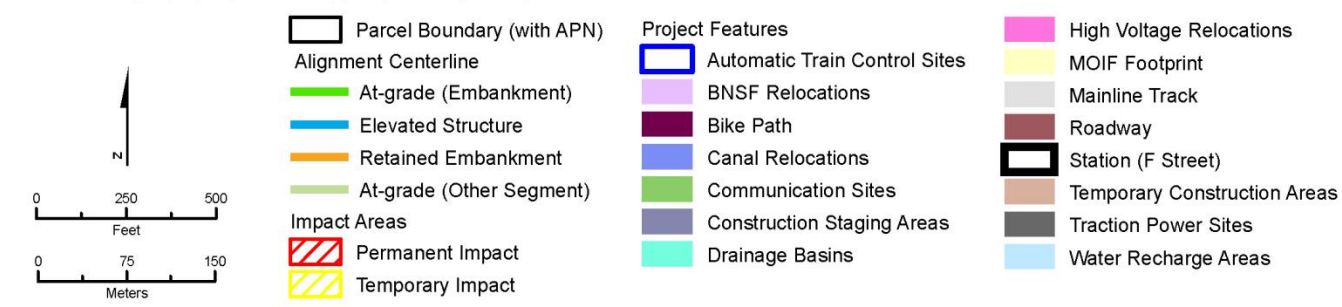 N
0 250 500
Feet
0 75 150
Meters
Parcel Boundary (with APN)
Alignment Centerline
At-grade (Embankment)
Elevated Structure
Retained Embankment
At-grade (Other Segment)
Impact Areas
Permanent Impact
Temporary Impact
Project Features
Automatic Train Control Sites
BNSF Relocations
Bike Path
Canal Relocations
Communication Sites
Construction Staging Areas
Drainage Basins
High Voltage Relocations
MOIF Footprint
Mainline Track
Roadway
Station (F Street)
Temporary Construction Areas
Traction Power Sites
Water Recharge Areas